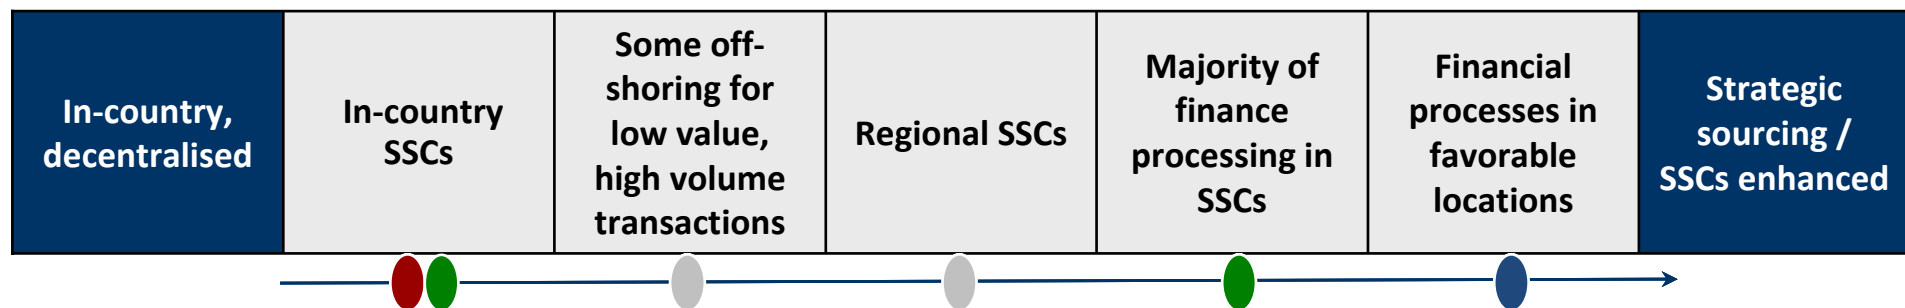 In-country,
decentralised
In-country
SSCs
Some off-
shoring for
low value,
high volume
transactions
Regional SSCs
Majority of
finance
processing in
SSCs
Financial
processes in
favorable
locations
Strategic
sourcing /
SSCs enhanced